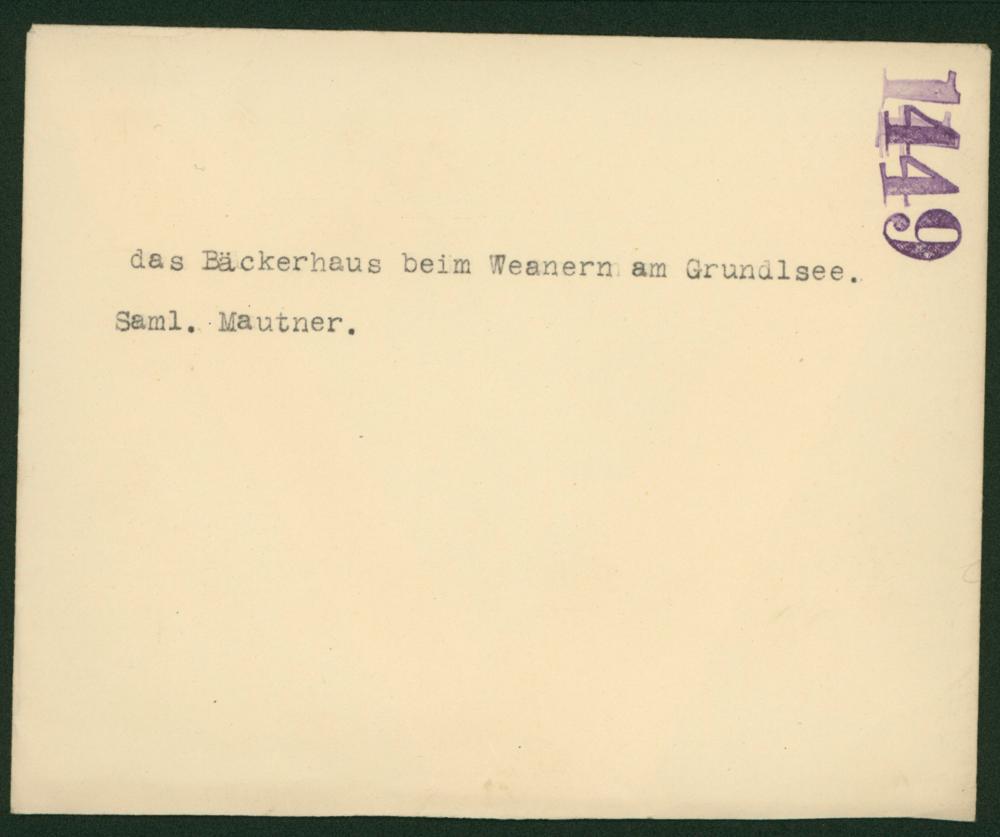 1449
das Bäckerhaus beim Weanern am Grundlsee.
Saml. Mautner.